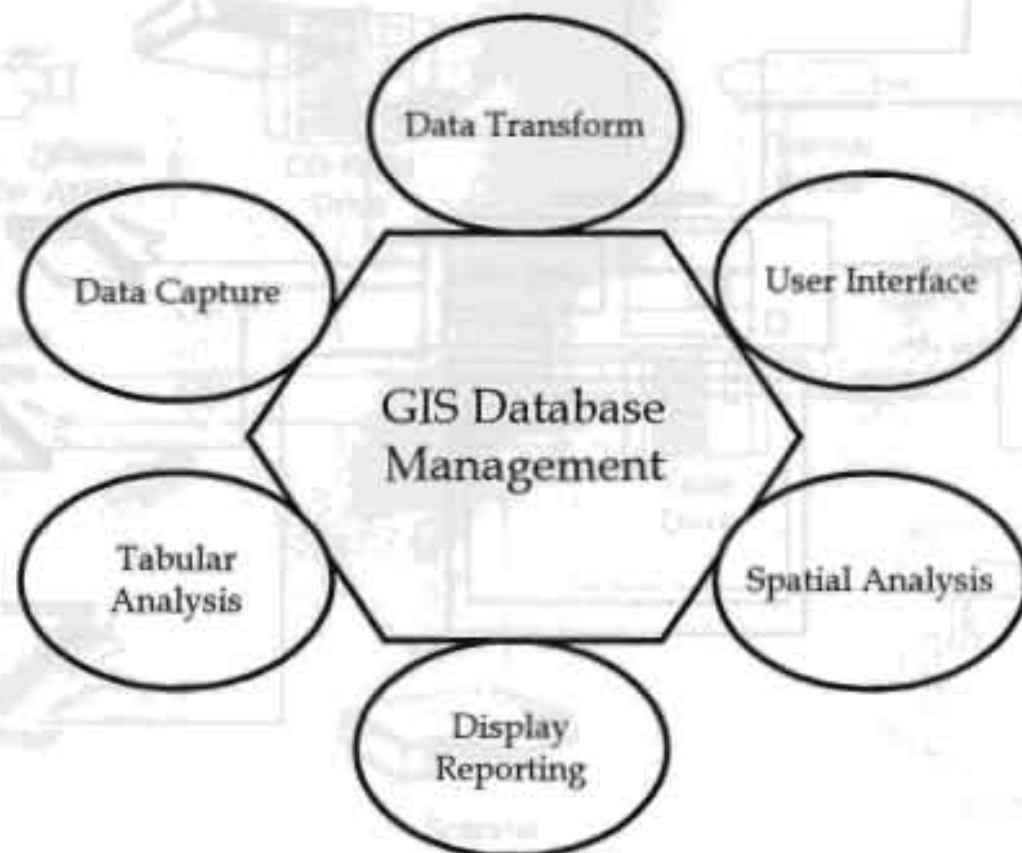 Data Transform
Data Capture
User Interface
GIS Database
Management
Tabular
Analysis
Spatial Analysis
Display
Reporting